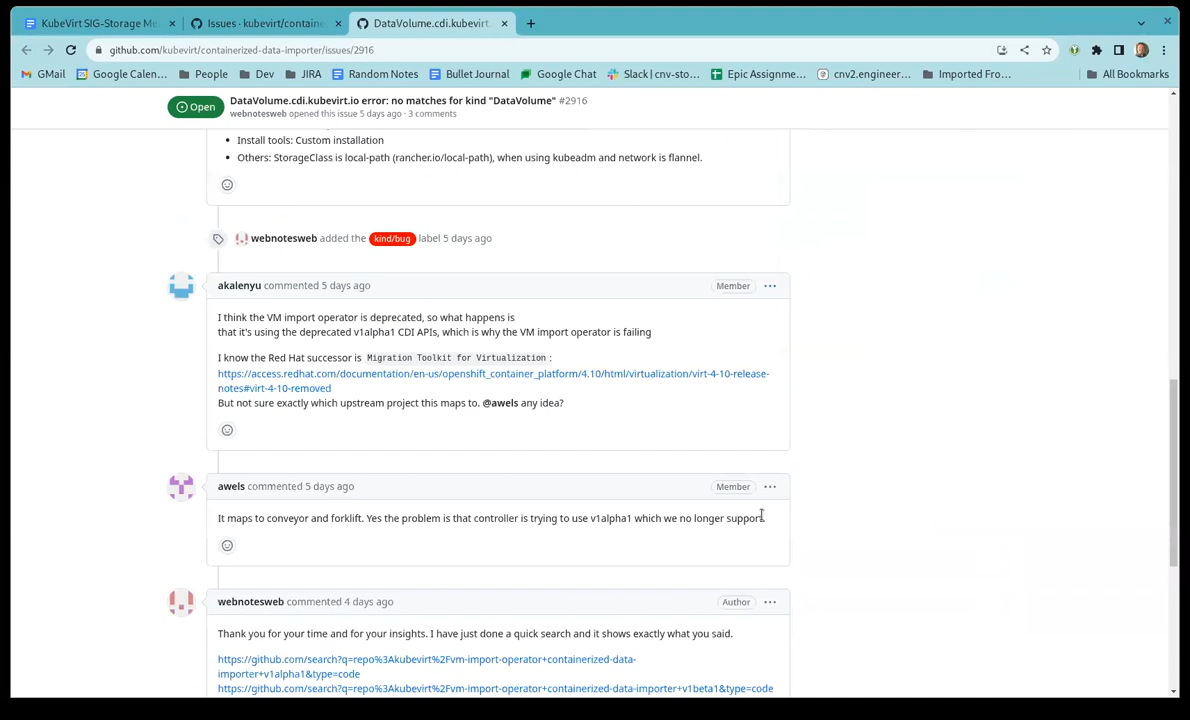 KubeVirt SIG-Storage Me
Issues · kubevirt/containe
DataVolume.cdi.kubevirt.
github.com/kubevirt/containerized-data-importer/issues/2916
GMail
Google Calen...
People
Dev
JIRA
Random Notes
Bullet Journal
Google Chat
Slack | cnv-sto...
Epic Assignme...
cnv2.engineer...
Imported Fro...
All Bookmarks
Open
DataVolume.cdi.kubevirt.io error: no matches for kind "DataVolume" #2916
webnotesweb opened this issue 5 days ago · 3 comments
• Install tools: Custom installation
• Others: StorageClass is local-path (rancher.io/local-path), when using kubeadm and network is flannel.
webnotesweb added the kind/bug label 5 days ago
akalenyu commented 5 days ago
Member
I think the VM import operator is deprecated, so what happens is
that it's using the deprecated v1alpha1 CDI APIs, which is why the VM import operator is failing
I know the Red Hat successor is Migration Toolkit for Virtualization :
https://access.redhat.com/documentation/en-us/openshift_container_platform/4.10/html/virtualization/virt-4-10-release-
notes#virt-4-10-removed
But not sure exactly which upstream project this maps to. @awels any idea?
awels commented 5 days ago
Member
It maps to conveyor and forklift. Yes the problem is that controller is trying to use v1alpha1 which we no longer support.
webnotesweb commented 4 days ago
Author
Thank you for your time and for your insights. I have just done a quick search and it shows exactly what you said.
https://github.com/search?q=repo%3Akubevirt%2Fvm-import-operator+containerized-data-
importer+v1alpha1&type=code
https://github.com/search?q=repo%3Akubevirt%2Fvm-import-operator+containerized-data-importer+v1beta1&type=code